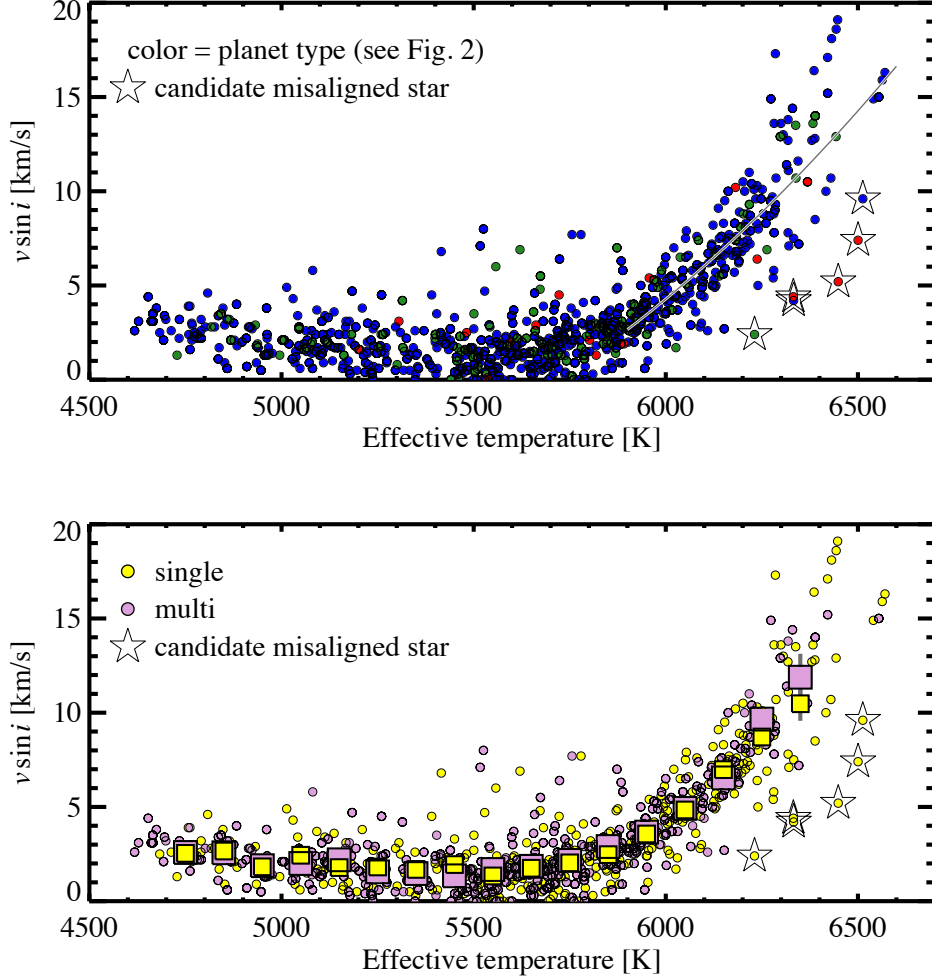 20
15
10
5
0
v sin i [km/s]
color = planet type (see Fig. 2)
candidate misaligned star
4500 5000 5500 6000 6500
Effective temperature [K]
20
15
10
5
0
v sin i [km/s]
single
multi
candidate misaligned star
4500 5000 5500 6000 6500
Effective temperature [K]